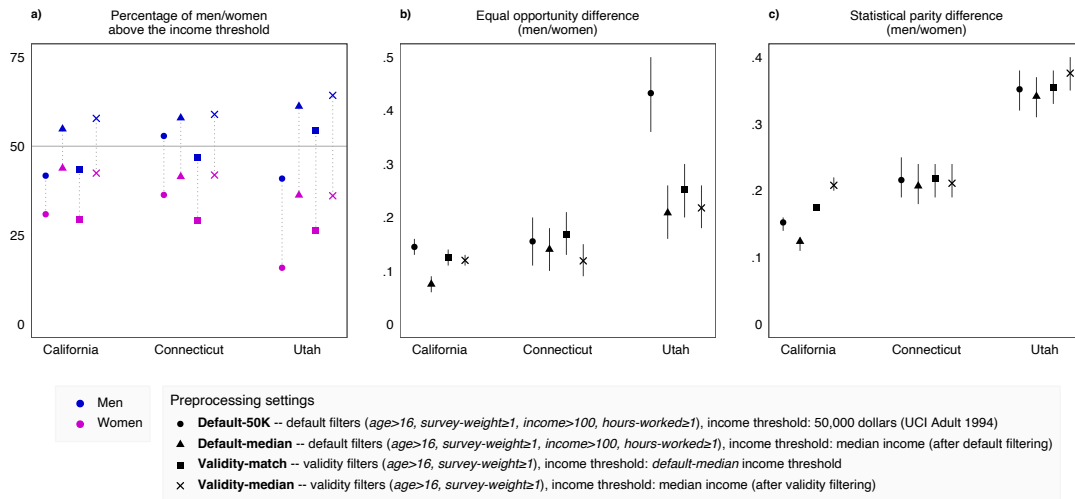 a)
Percentage of men/women
above the income threshold
75
50
25
0
California
Connecticut
Utah
b)
Equal opportunity difference
(men/women)
.5
.4
.3
.2
.1
0
California
Connecticut
Utah
c)
Statistical parity difference
(men/women)
.4
.3
.2
.1
0
California
Connecticut
Utah
Men
Women
Preprocessing settings
Default-50K -- default filters (age>16, survey-weight≥1, income>100, hours-worked≥1), income threshold: 50,000 dollars (UCI Adult 1994)
Default-median -- default filters (age>16, survey-weight≥1, income>100, hours-worked≥1), income threshold: median income (after default filtering)
Validity-match -- validity filters (age>16, survey-weight≥1), income threshold: default-median income threshold
Validity-median -- validity filters (age>16, survey-weight≥1), income threshold: median income (after validity filtering)